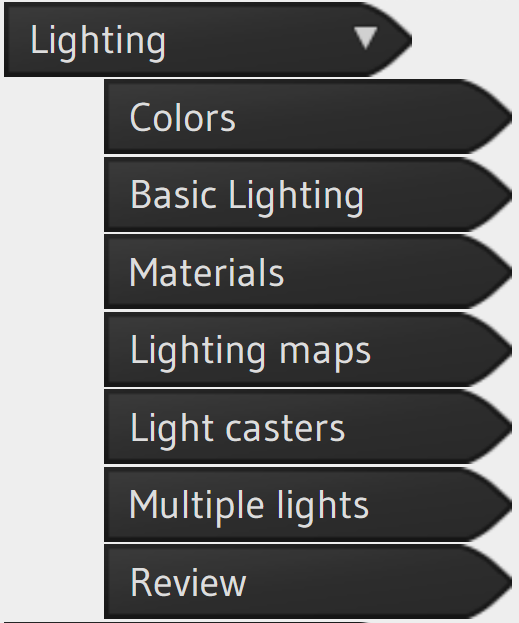 Lighting
Colors
Basic Lighting
Materials
Lighting maps
Light casters
Multiple lights
Review